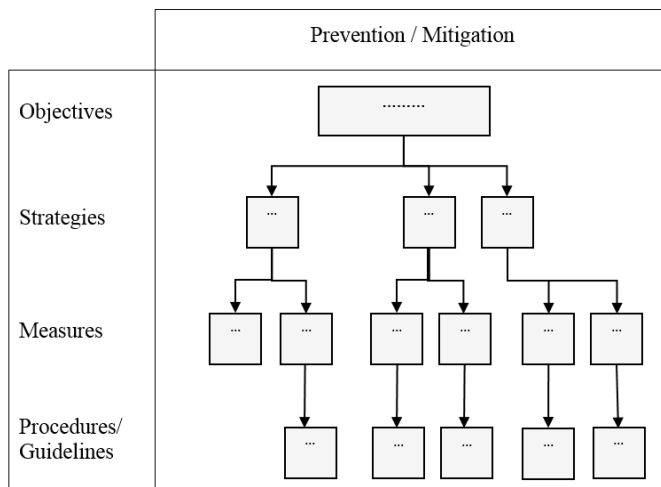 Prevention / Mitigation
Objectives
.........
Strategies
... ... ...
Measures
... ... ... ... ... ...
Procedures/
Guidelines
... ... ... ... ...